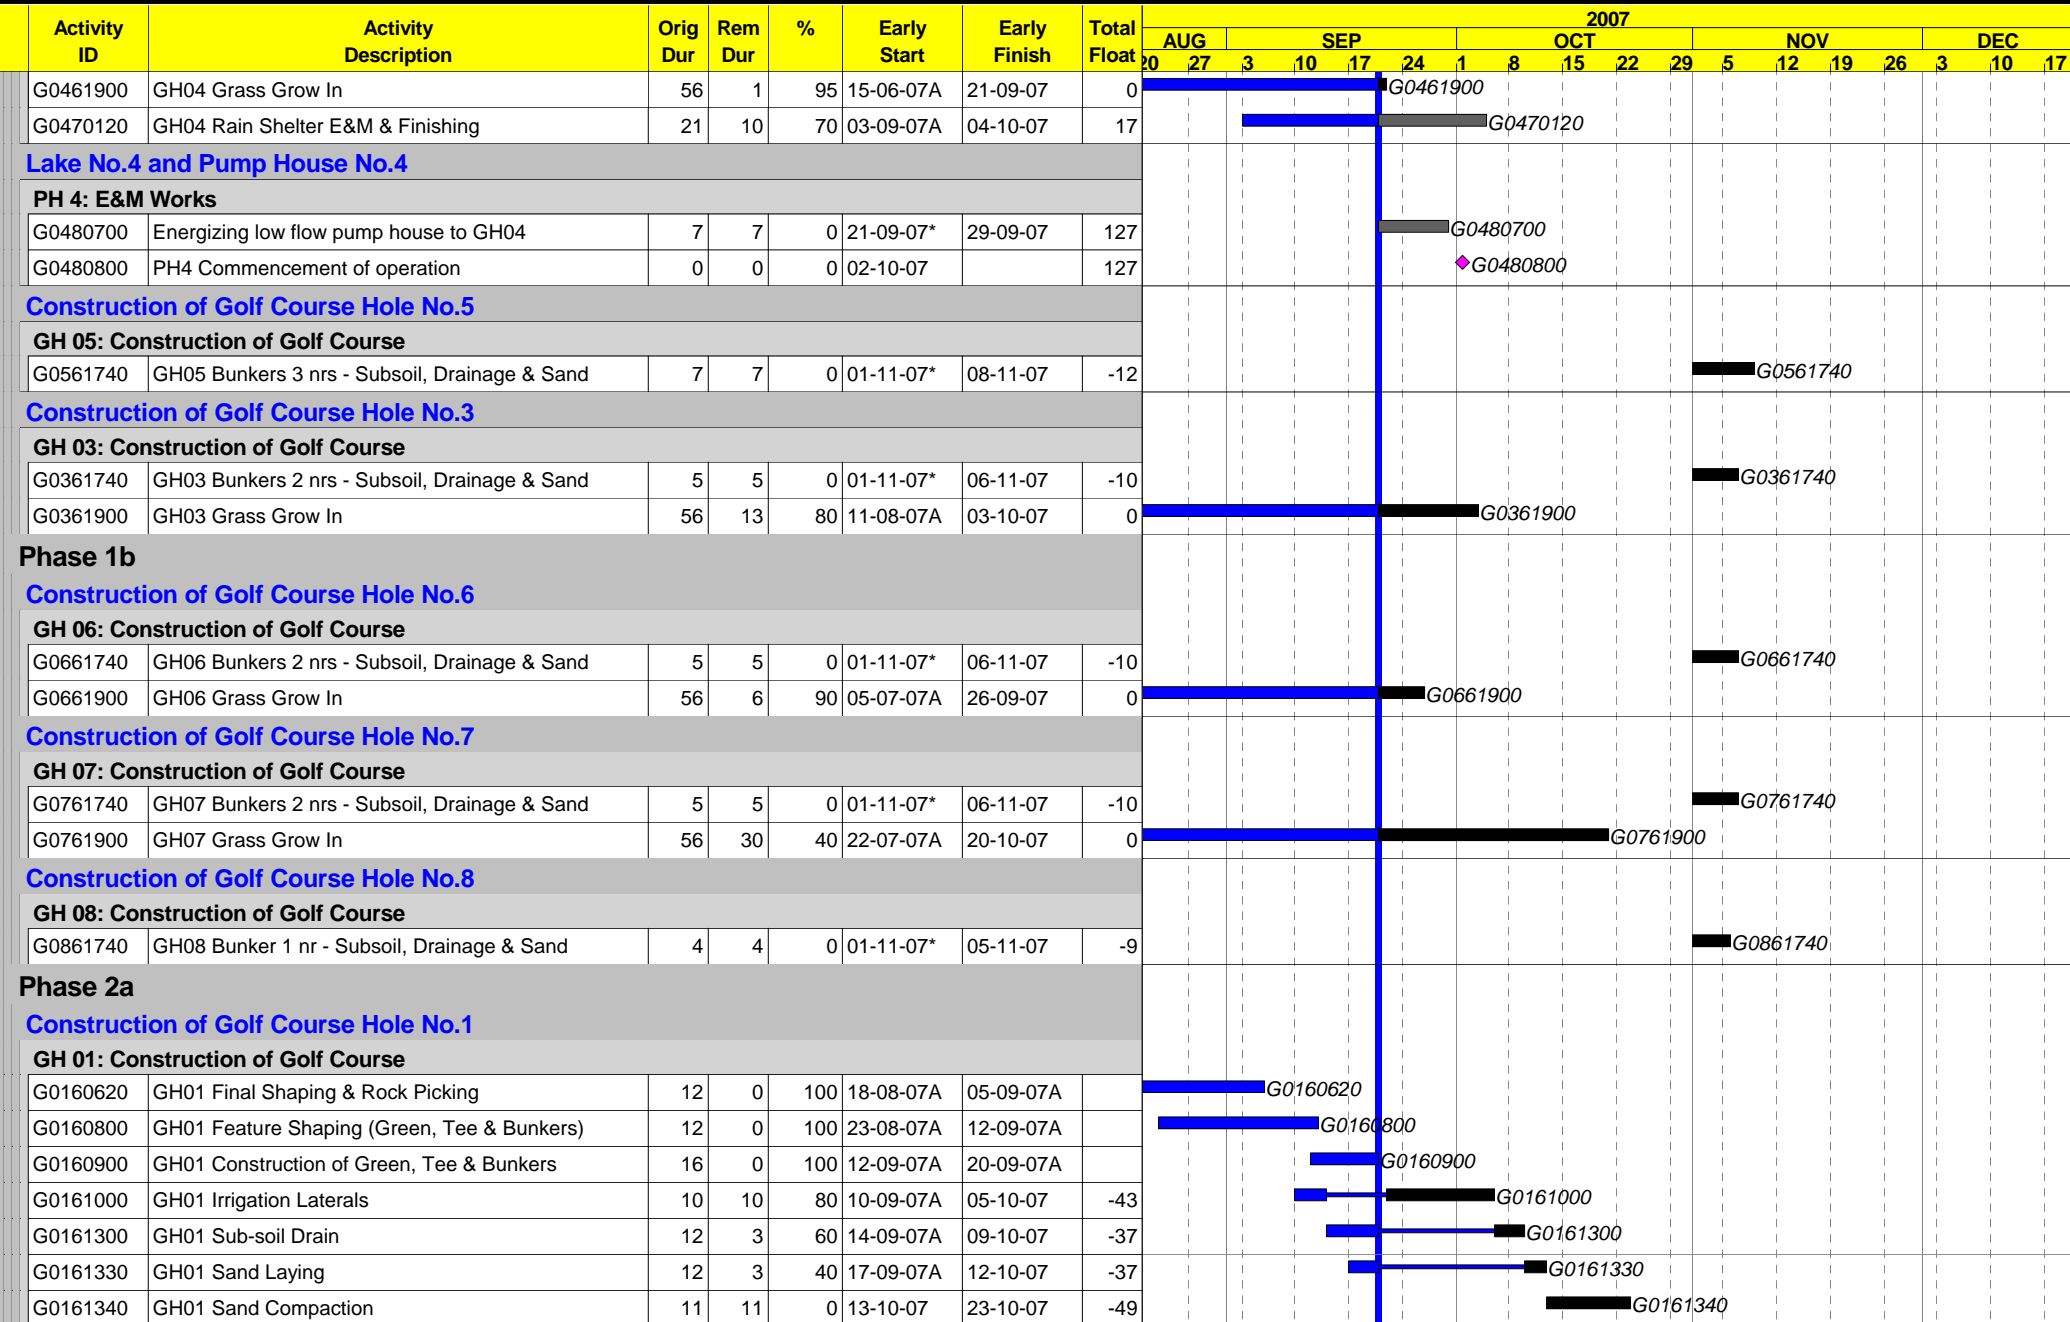 2007
Activity ID Activity Description Orig Dur Rem Dur % Early Start Early Finish Total Float
AUG SEP OCT NOV DEC
20 27 3 10 17 24 1 8 15 22 29 5 12 19 26 3 10 17
G0461900 GH04 Grass Grow In 56 1 95 15-06-07A 21-09-07 0 G0461900
G0470120 GH04 Rain Shelter E&M & Finishing 21 10 70 03-09-07A 04-10-07 17 G0470120
Lake No.4 and Pump House No.4
PH 4: E&M Works
G0480700 Energizing low flow pump house to GH04 7 7 0 21-09-07* 29-09-07 127 G0480700
G0480800 PH4 Commencement of operation 0 0 0 02-10-07 127 G0480800
Construction of Golf Course Hole No.5
GH 05: Construction of Golf Course
G0561740 GH05 Bunkers 3 nrs - Subsoil, Drainage & Sand 7 7 0 01-11-07* 08-11-07 -12 G0561740
Construction of Golf Course Hole No.3
GH 03: Construction of Golf Course
G0361740 GH03 Bunkers 2 nrs - Subsoil, Drainage & Sand 5 5 0 01-11-07* 06-11-07 -10 G0361740
G0361900 GH03 Grass Grow In 56 13 80 11-08-07A 03-10-07 0 G0361900
Phase 1b
Construction of Golf Course Hole No.6
GH 06: Construction of Golf Course
G0661740 GH06 Bunkers 2 nrs - Subsoil, Drainage & Sand 5 5 0 01-11-07* 06-11-07 -10 G0661740
G0661900 GH06 Grass Grow In 56 6 90 05-07-07A 26-09-07 0 G0661900
Construction of Golf Course Hole No.7
GH 07: Construction of Golf Course
G0761740 GH07 Bunkers 2 nrs - Subsoil, Drainage & Sand 5 5 0 01-11-07* 06-11-07 -10 G0761740
G0761900 GH07 Grass Grow In 56 30 40 22-07-07A 20-10-07 0 G0761900
Construction of Golf Course Hole No.8
GH 08: Construction of Golf Course
G0861740 GH08 Bunker 1 nr - Subsoil, Drainage & Sand 4 4 0 01-11-07* 05-11-07 -9 G0861740
Phase 2a
Construction of Golf Course Hole No.1
GH 01: Construction of Golf Course
G0160620 GH01 Final Shaping & Rock Picking 12 0 100 18-08-07A 05-09-07A G0160620
G0160800 GH01 Feature Shaping (Green, Tee & Bunkers) 12 0 100 23-08-07A 12-09-07A G0160800
G0160900 GH01 Construction of Green, Tee & Bunkers 16 0 100 12-09-07A 20-09-07A G0160900
G0161000 GH01 Irrigation Laterals 10 10 80 10-09-07A 05-10-07 -43 G0161000
G0161300 GH01 Sub-soil Drain 12 3 60 14-09-07A 09-10-07 -37 G0161300
G0161330 GH01 Sand Laying 12 3 40 17-09-07A 12-10-07 -37 G0161330
G0161340 GH01 Sand Compaction 11 11 0 13-10-07 23-10-07 -49 G0161340